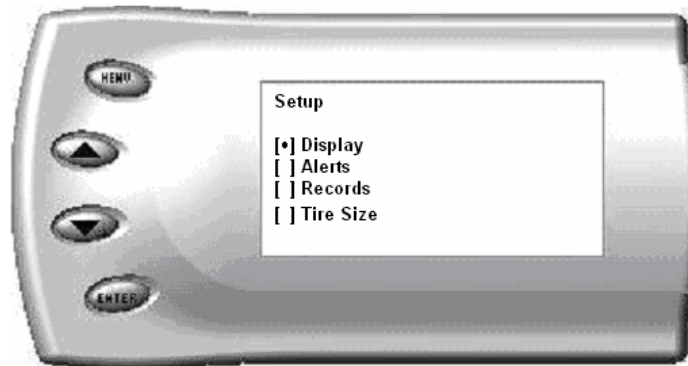 MENU
Setup
[•] Display
[ ] Alerts
[ ] Records
[ ] Tire Size
ENTER